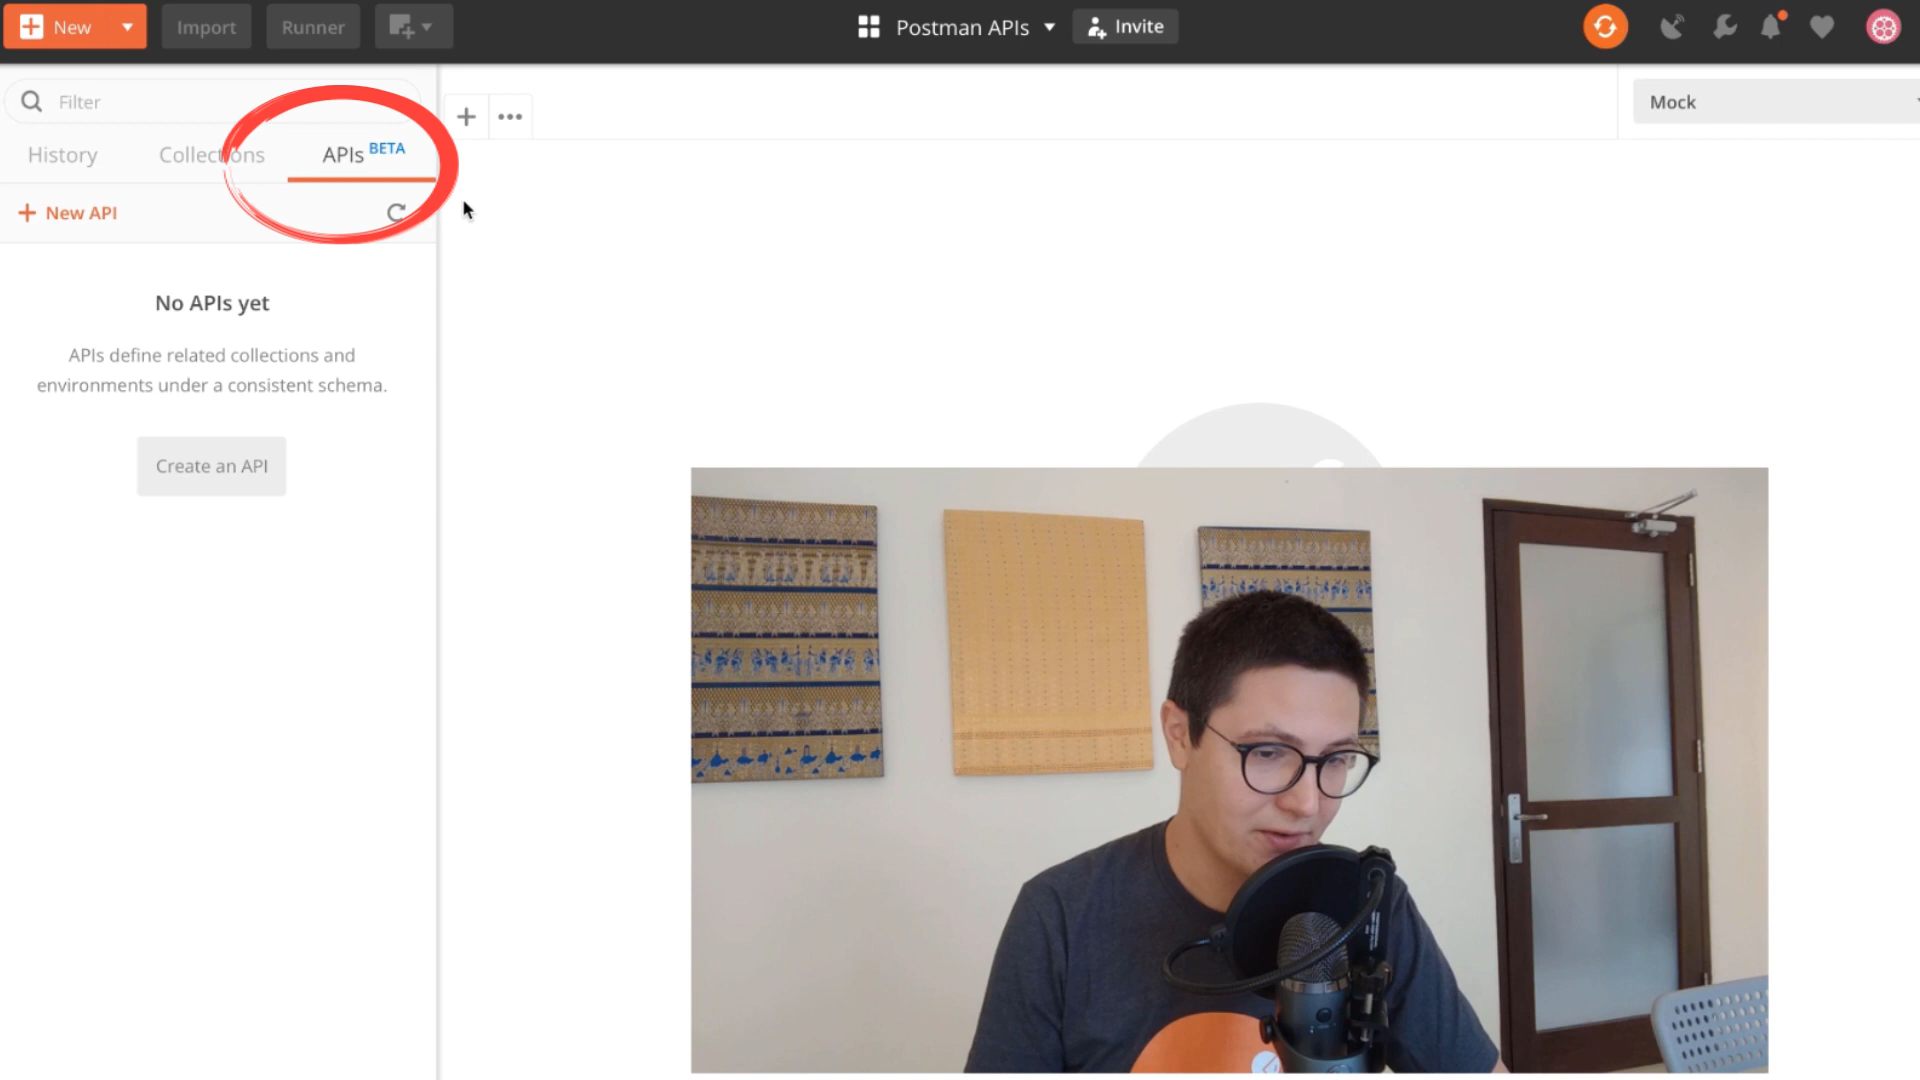 New
Import
Runner
Postman APIs
Invite
Filter
Mock
History
Collections
APIs BETA
New API
No APIs yet
APIs define related collections and
environments under a consistent schema.
Create an API